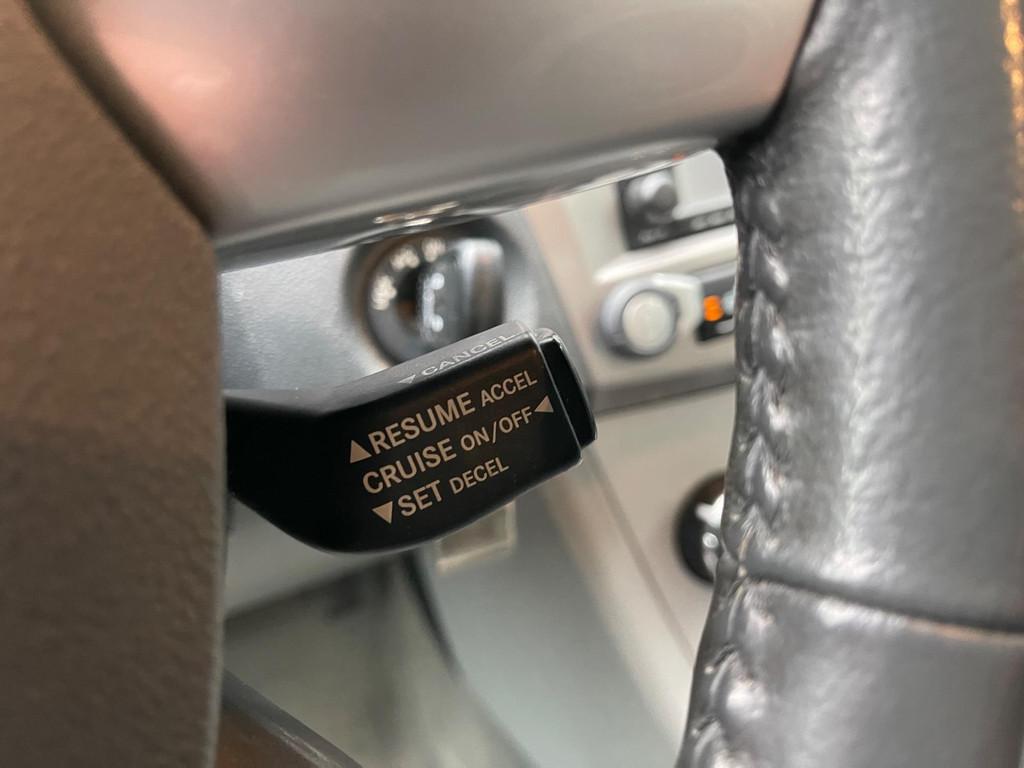 ▽ CANCEL
▲RESUME ACCEL
CRUISE ON/OFF◀
▼SET DECEL